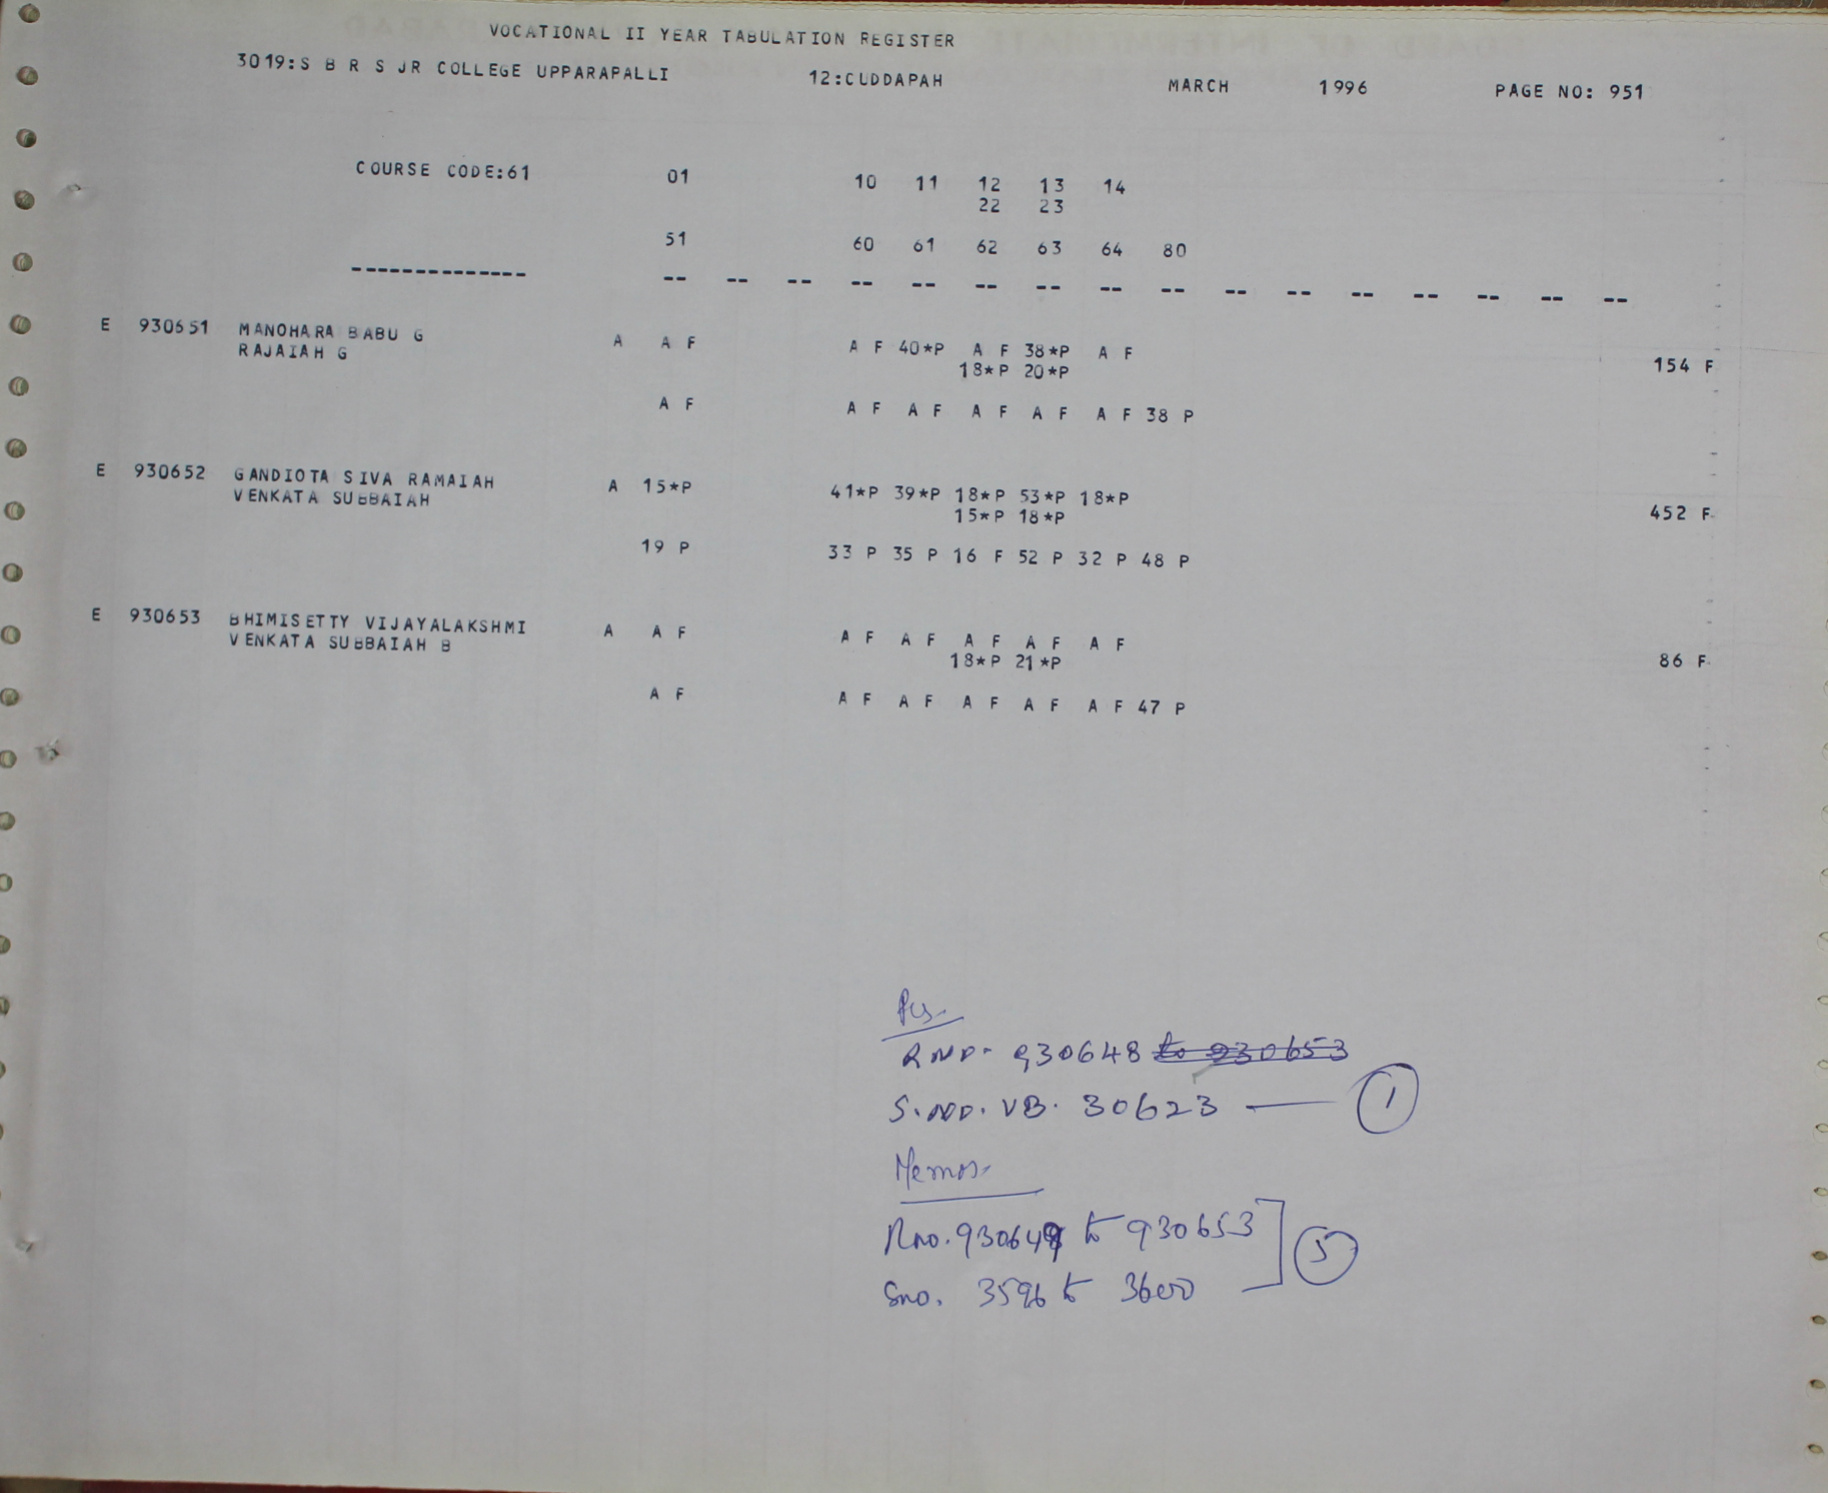 VOCATIONAL II YEAR TABULATION REGISTER
3019:S B R S JR COLLEGE UPPARAPALLI 12:CUDDAPAH MARCH 1996 PAGE NO: 951
COURSE CODE:61 01 10 11 12 13 14
22 23
51 60 61 62 63 64 80
-------------- -- -- -- -- -- -- -- -- -- -- -- -- -- -- -- --
E 930651 MANOHARA BABU G A A F A F 40*P A F 38*P A F
RAJAIAH G 18*P 20*P 154 F
A F A F A F A F A F A F 38 P
E 930652 GANDIOTA SIVA RAMAIAH A 15*P 41*P 39*P 18*P 53*P 18*P
VENKATA SUBBAIAH 15*P 18*P 452 F
19 P 33 P 35 P 16 F 52 P 32 P 48 P
E 930653 BHIMISETTY VIJAYALAKSHMI A A F A F A F A F A F A F
VENKATA SUBBAIAH B 18*P 21*P 86 F
A F A F A F A F A F A F 47 P
Pcs.
R.NO. 930648 to 930653
S.NO. VB. 30623 — 1
Memos.
Rno. 930649 to 930653
Sno. 3596 to 3600 5